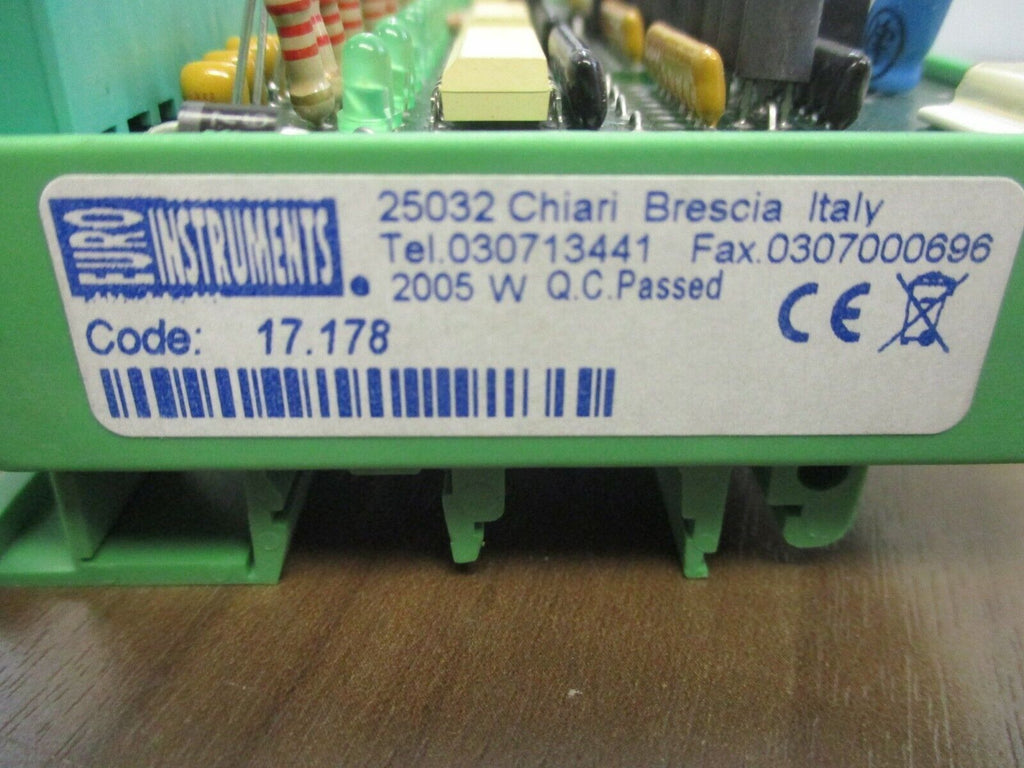 EURO INSTRUMENTS.
25032 Chiari Brescia Italy
Tel.030713441 Fax.0307000696
2005 W Q.C.Passed
CE
Code: 17.178